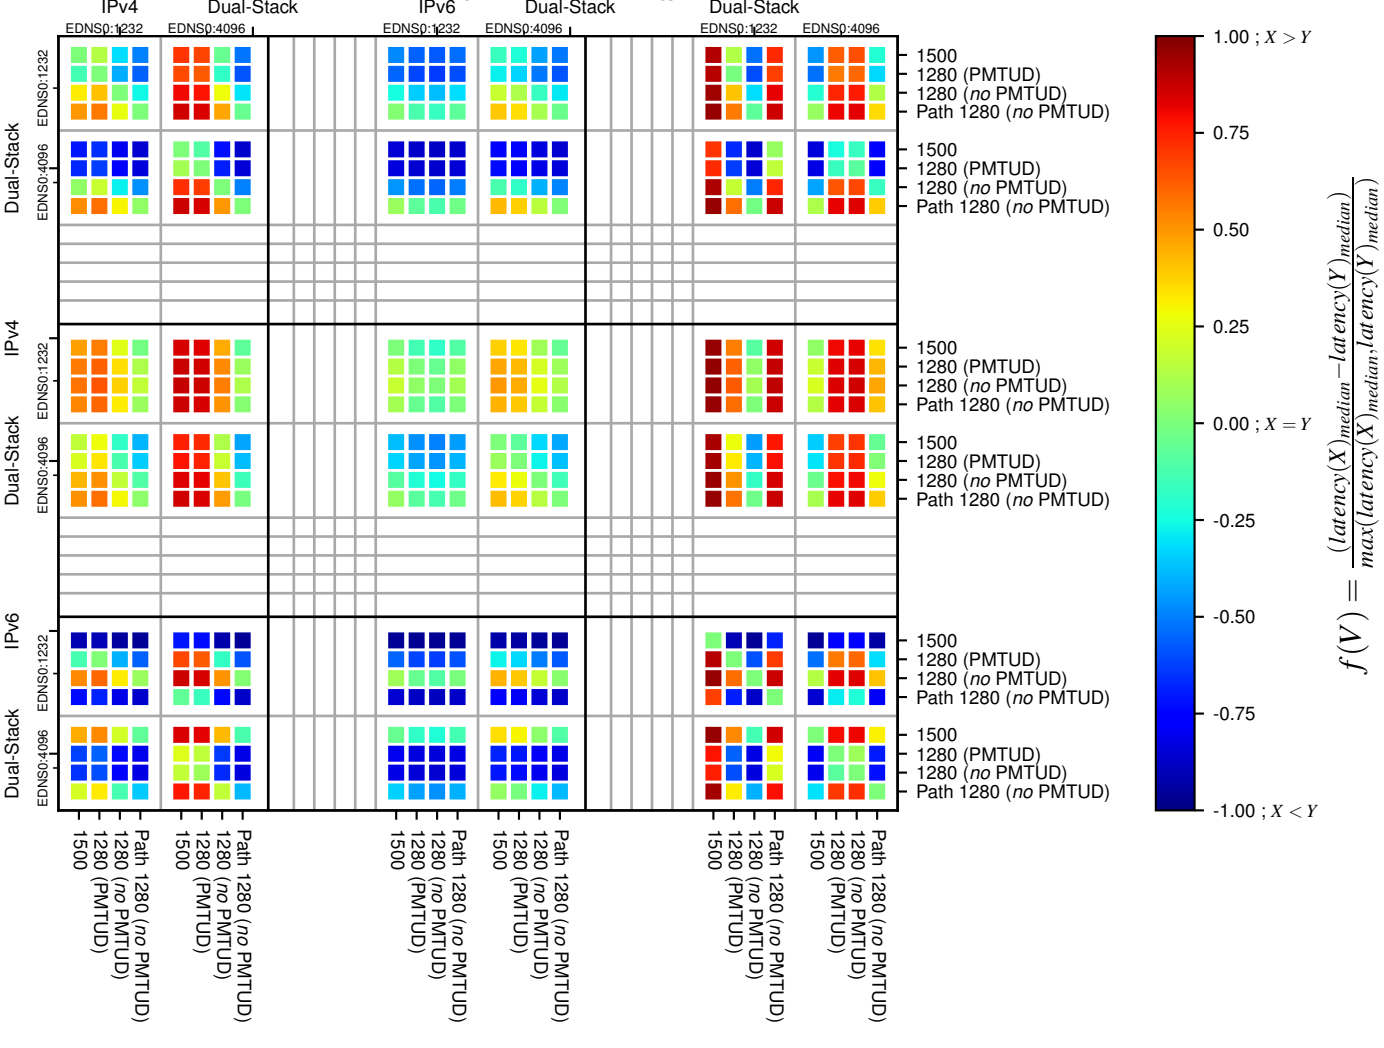 IPv4 Dual-Stack IPv6 Dual-Stack Dual-Stack
EDNS0:1232 EDNS0:4096 EDNS0:1232 EDNS0:4096 EDNS0:1232 EDNS0:4096
Dual-Stack
EDNS0:1232
1500
1280 (PMTUD)
1280 (no PMTUD)
Path 1280 (no PMTUD)
EDNS0:4096
1500
1280 (PMTUD)
1280 (no PMTUD)
Path 1280 (no PMTUD)
IPv4
Dual-Stack
EDNS0:1232
1500
1280 (PMTUD)
1280 (no PMTUD)
Path 1280 (no PMTUD)
EDNS0:4096
1500
1280 (PMTUD)
1280 (no PMTUD)
Path 1280 (no PMTUD)
IPv6
Dual-Stack
EDNS0:1232
1500
1280 (PMTUD)
1280 (no PMTUD)
Path 1280 (no PMTUD)
EDNS0:4096
1500
1280 (PMTUD)
1280 (no PMTUD)
Path 1280 (no PMTUD)
1500
1280 (PMTUD)
1280 (no PMTUD)
Path 1280 (no PMTUD)
1500
1280 (PMTUD)
1280 (no PMTUD)
Path 1280 (no PMTUD)
1500
1280 (PMTUD)
1280 (no PMTUD)
Path 1280 (no PMTUD)
1500
1280 (PMTUD)
1280 (no PMTUD)
Path 1280 (no PMTUD)
1500
1280 (PMTUD)
1280 (no PMTUD)
Path 1280 (no PMTUD)
1500
1280 (PMTUD)
1280 (no PMTUD)
Path 1280 (no PMTUD)
1.00 ; X > Y
0.75
0.50
0.25
0.00 ; X = Y
-0.25
-0.50
-0.75
-1.00 ; X < Y
f(V) = (latency(X)median−latency(Y)median) / max(latency(X)median,latency(Y)median)